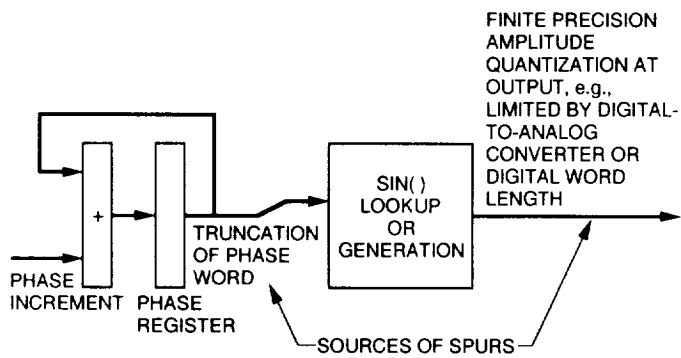 FINITE PRECISION
AMPLITUDE
QUANTIZATION AT
OUTPUT, e.g.,
LIMITED BY DIGITAL-
TO-ANALOG
CONVERTER OR
DIGITAL WORD
LENGTH
SIN( )
LOOKUP
OR
GENERATION
+
TRUNCATION
OF PHASE
WORD
PHASE
INCREMENT
PHASE
REGISTER
SOURCES OF SPURS